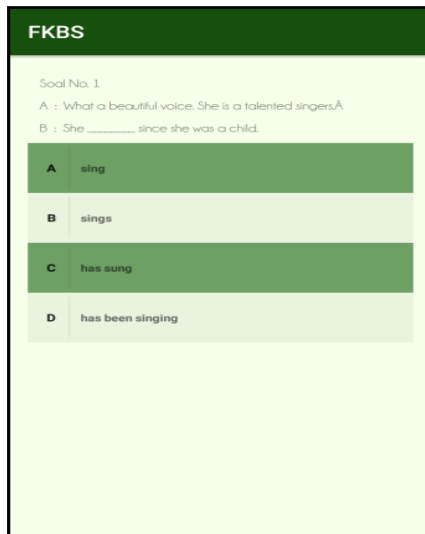 FKBS
Soal No. 1
A : What a beautiful voice. She is a talented singers.Â
B : She ________ since she was a child.
A sing
B sings
C has sung
D has been singing